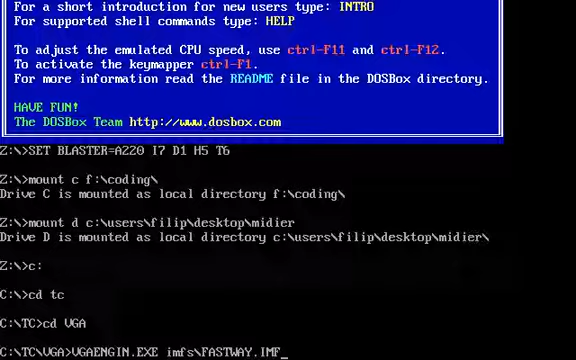 For a short introduction for new users type: INTRO
For supported shell commands type: HELP
To adjust the emulated CPU speed, use ctrl-F11 and ctrl-F12.
To activate the keymapper ctrl-F1.
For more information read the README file in the DOSBox directory.
HAVE FUN!
The DOSBox Team http://www.dosbox.com
Z:\>SET BLASTER=A220 I7 D1 H5 T6
Z:\>mount c f:\coding\
Drive C is mounted as local directory f:\coding\
Z:\>mount d c:\users\filip\desktop\midier
Drive D is mounted as local directory c:\users\filip\desktop\midier\
Z:\>c:
C:\>cd tc
C:\TC>cd VGA
C:\TC\VGA>VGAENGIN.EXE imfs\FASTWAY.IMF_